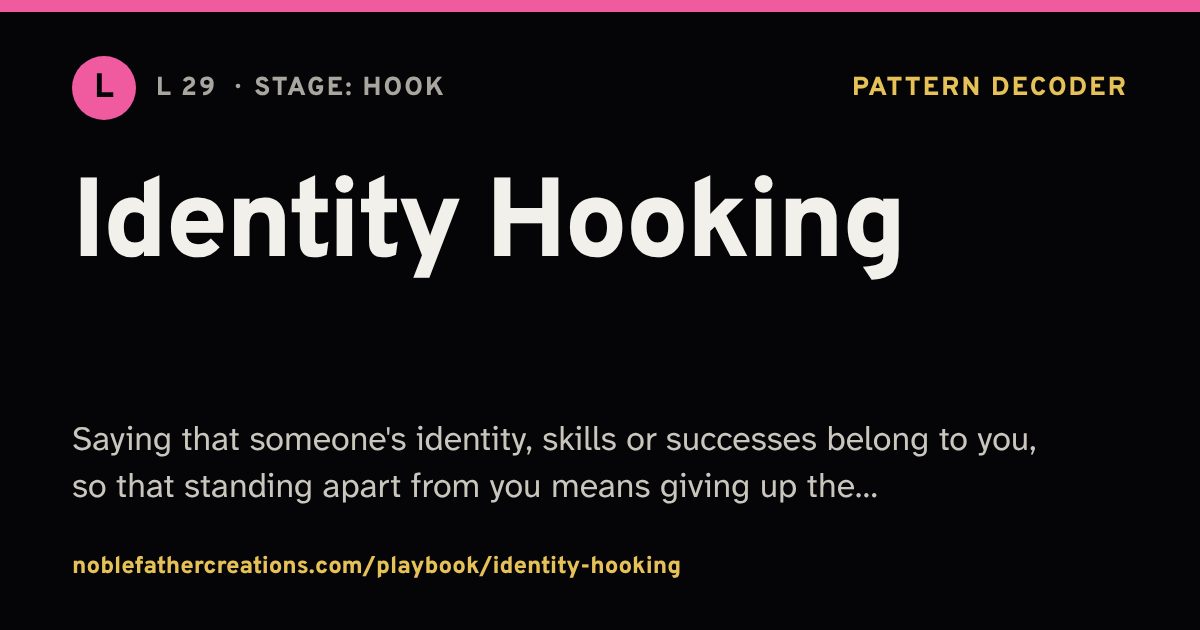 L
L 29 · STAGE: HOOK
PATTERN DECODER
Identity Hooking
Saying that someone's identity, skills or successes belong to you,
so that standing apart from you means giving up the...
noblefathercreations.com/playbook/identity-hooking